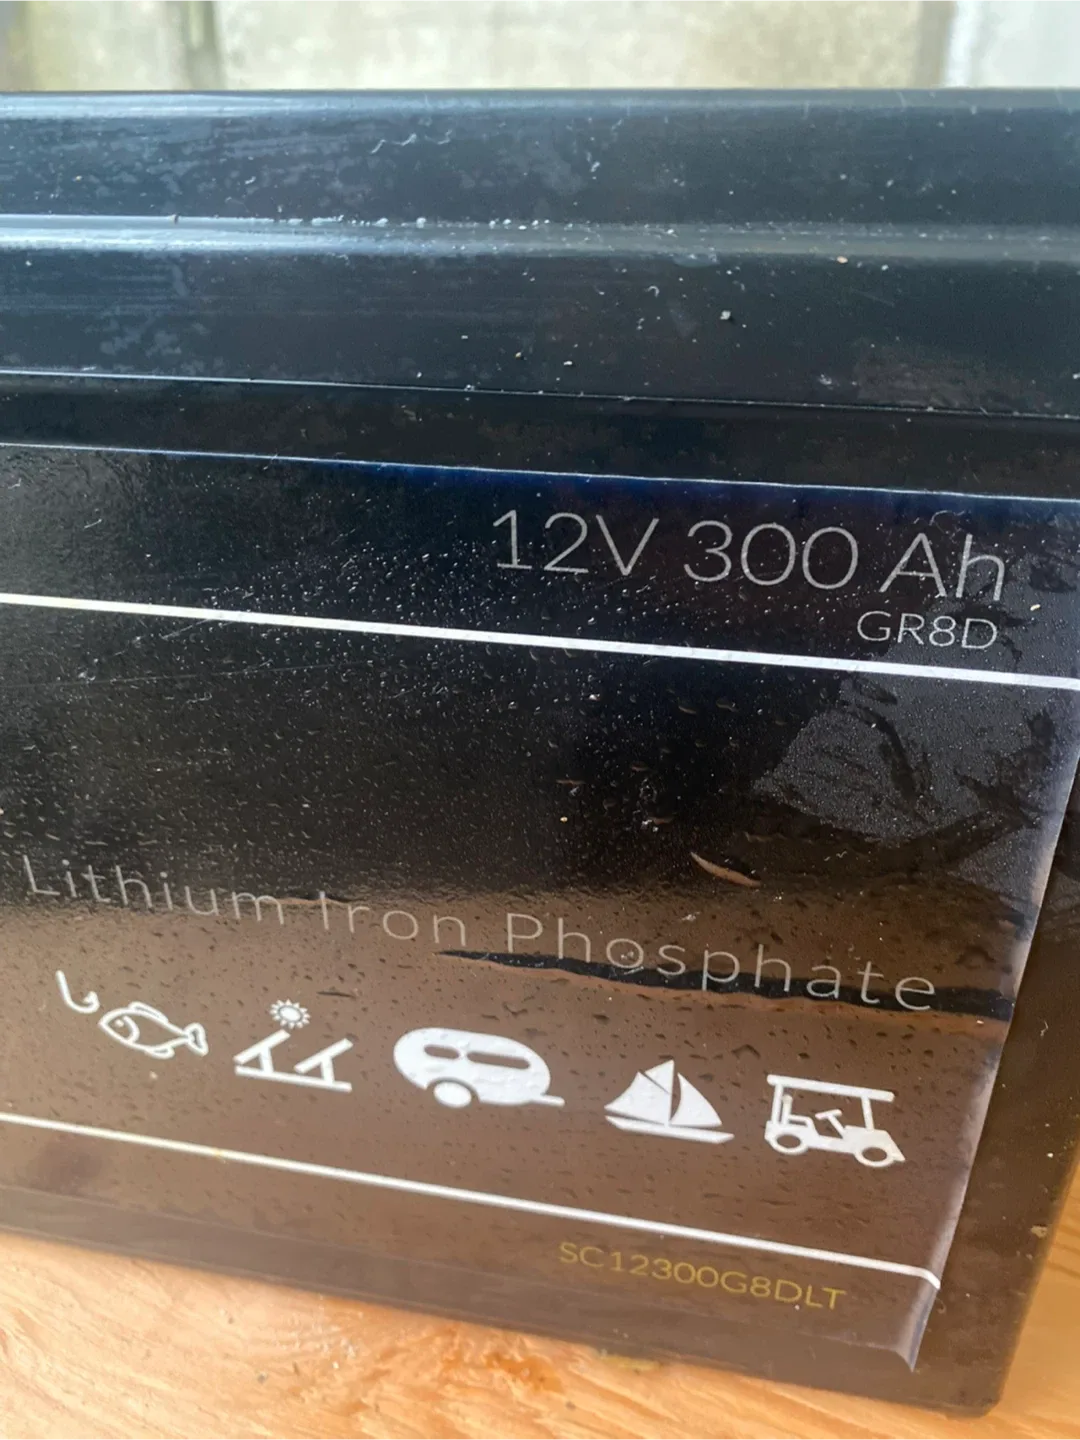 12V 300 Ah
GR8D
Lithium Iron Phosphate
SC12300G8DLT